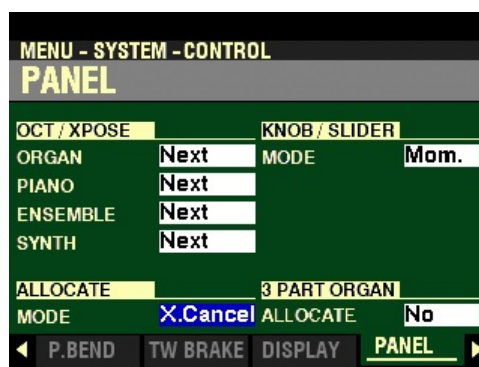 MENU - SYSTEM - CONTROL
PANEL
OCT / XPOSE KNOB / SLIDER
ORGAN Next MODE Mom.
PIANO Next
ENSEMBLE Next
SYNTH Next
ALLOCATE 3 PART ORGAN
MODE X.Cancel ALLOCATE No
P.BEND TW BRAKE DISPLAY PANEL